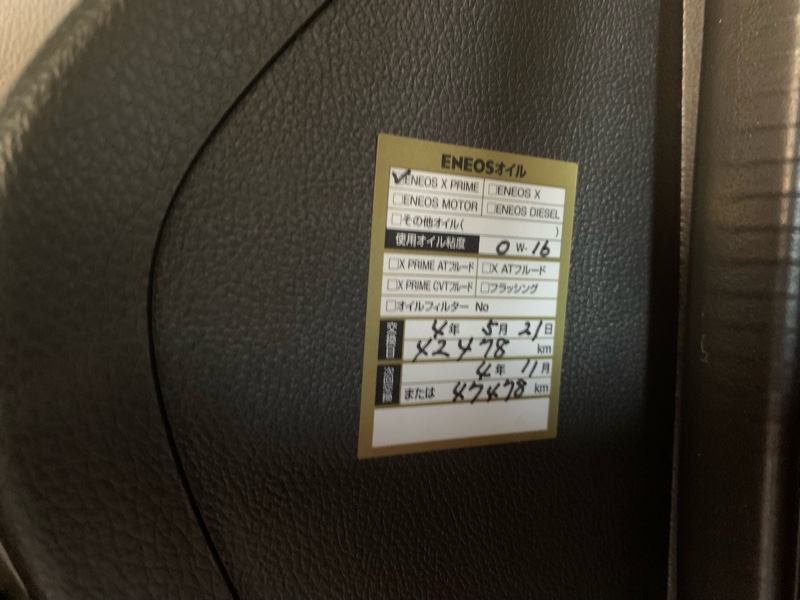 ENEOSオイル
✓ENEOS X PRIME □ENEOS X
□ENEOS MOTOR □ENEOS DIESEL
□その他オイル( )
使用オイル粘度 0 W- 16
□X PRIME ATフルード □X ATフルード
□X PRIME CVTフルード □フラッシング
□オイルフィルター No
交換日 4年 5月 21日
42478 km
次回交換 4年 11月
または 47478 km